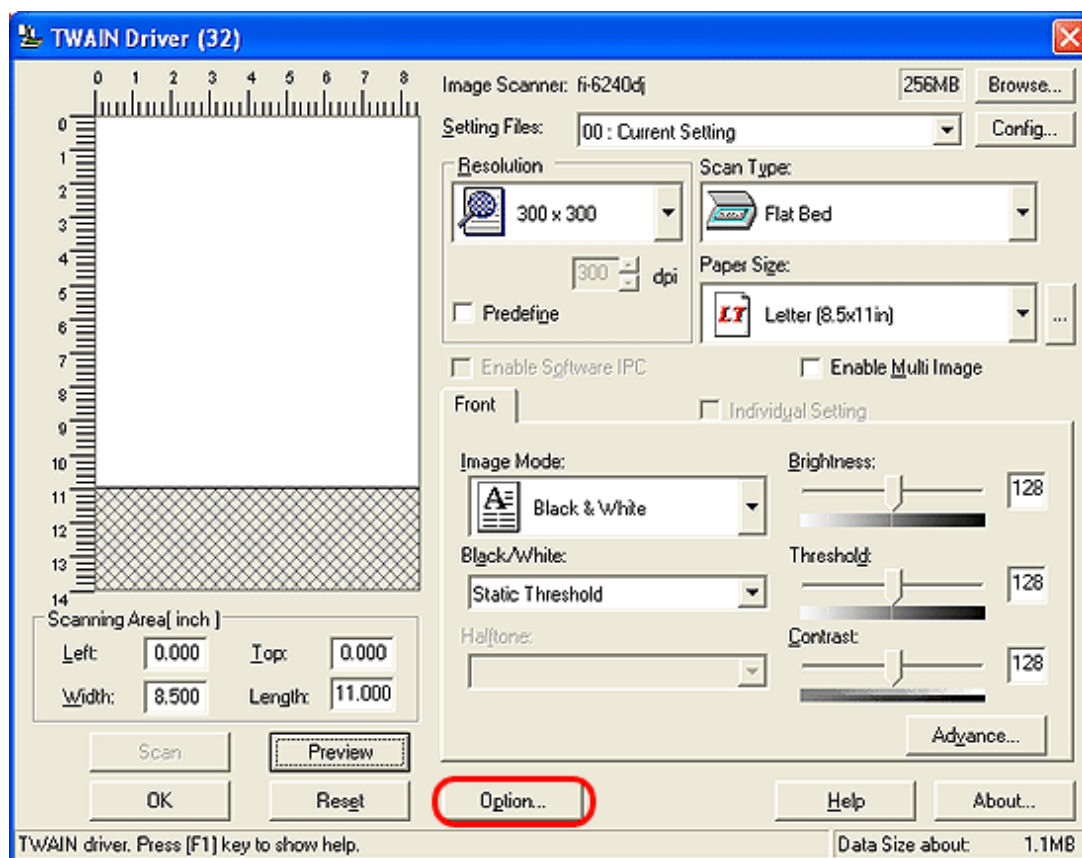 TWAIN Driver (32)
0 1 2 3 4 5 6 7 8
0
1
2
3
4
5
6
7
8
9
10
11
12
13
14
Image Scanner: fi-6240dj 256MB Browse...
Setting Files: 00 : Current Setting Config...
Resolution
300 x 300
300 dpi
Predefine
Scan Type:
Flat Bed
Paper Size:
LT Letter (8.5x11in) ...
Enable Software IPC Enable Multi Image
Front Individual Setting
Image Mode:
A Black & White
Black/White:
Static Threshold
Halftone:
Brightness:
128
Threshold:
128
Contrast:
128
Advance...
Scanning Area[ inch ]
Left: 0.000 Top: 0.000
Width: 8.500 Length: 11.000
Scan Preview
OK Reset Option... Help About...
TWAIN driver. Press [F1] key to show help. Data Size about: 1.1MB